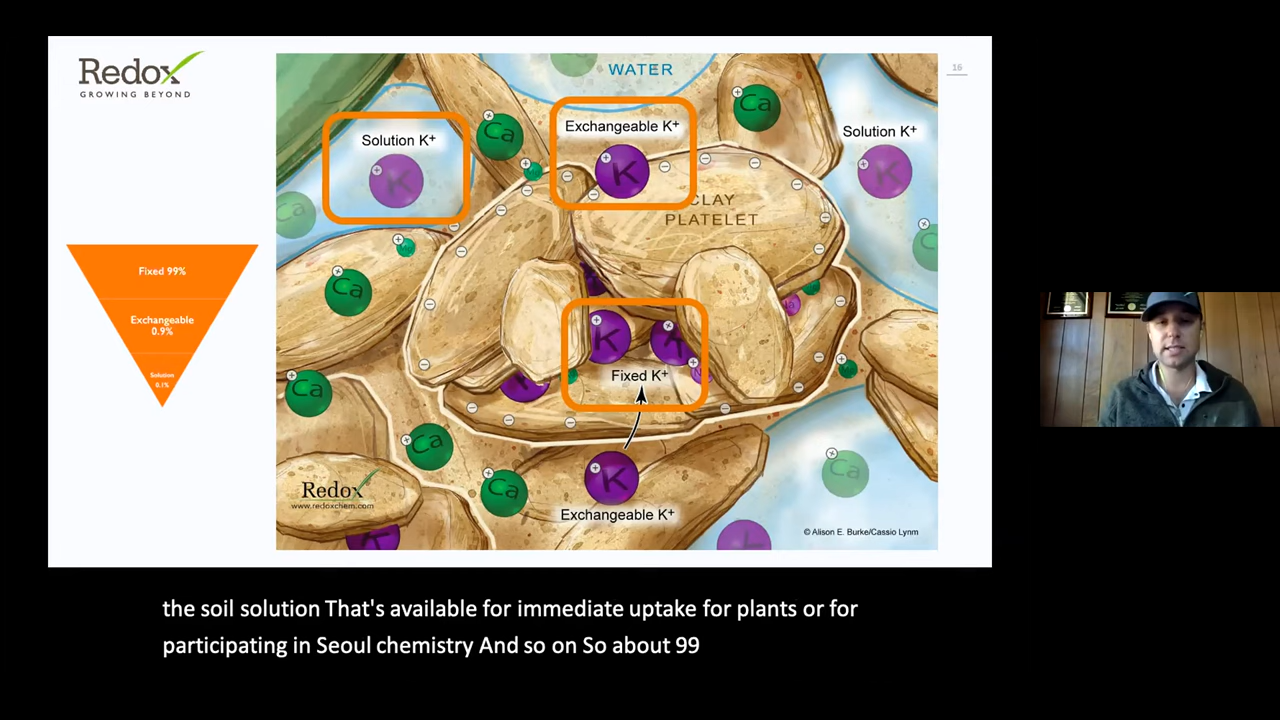 Redox
GROWING BEYOND
16
WATER
Solution K+
Exchangeable K+
Solution K+
Ca
Ca
K
K
K
Ca
Ca
CLAY
PLATELET
Fixed 99%
Exchangeable
0.9%
Solution
0.1%
Ca
K
K
Fixed K+
K
Ca
Ca
Ca
K
Ca
Exchangeable K+
Redox
www.redoxchem.com
K
© Alison E. Burke/Cassio Lynm
the soil solution That's available for immediate uptake for plants or for
participating in Seoul chemistry And so on So about 99